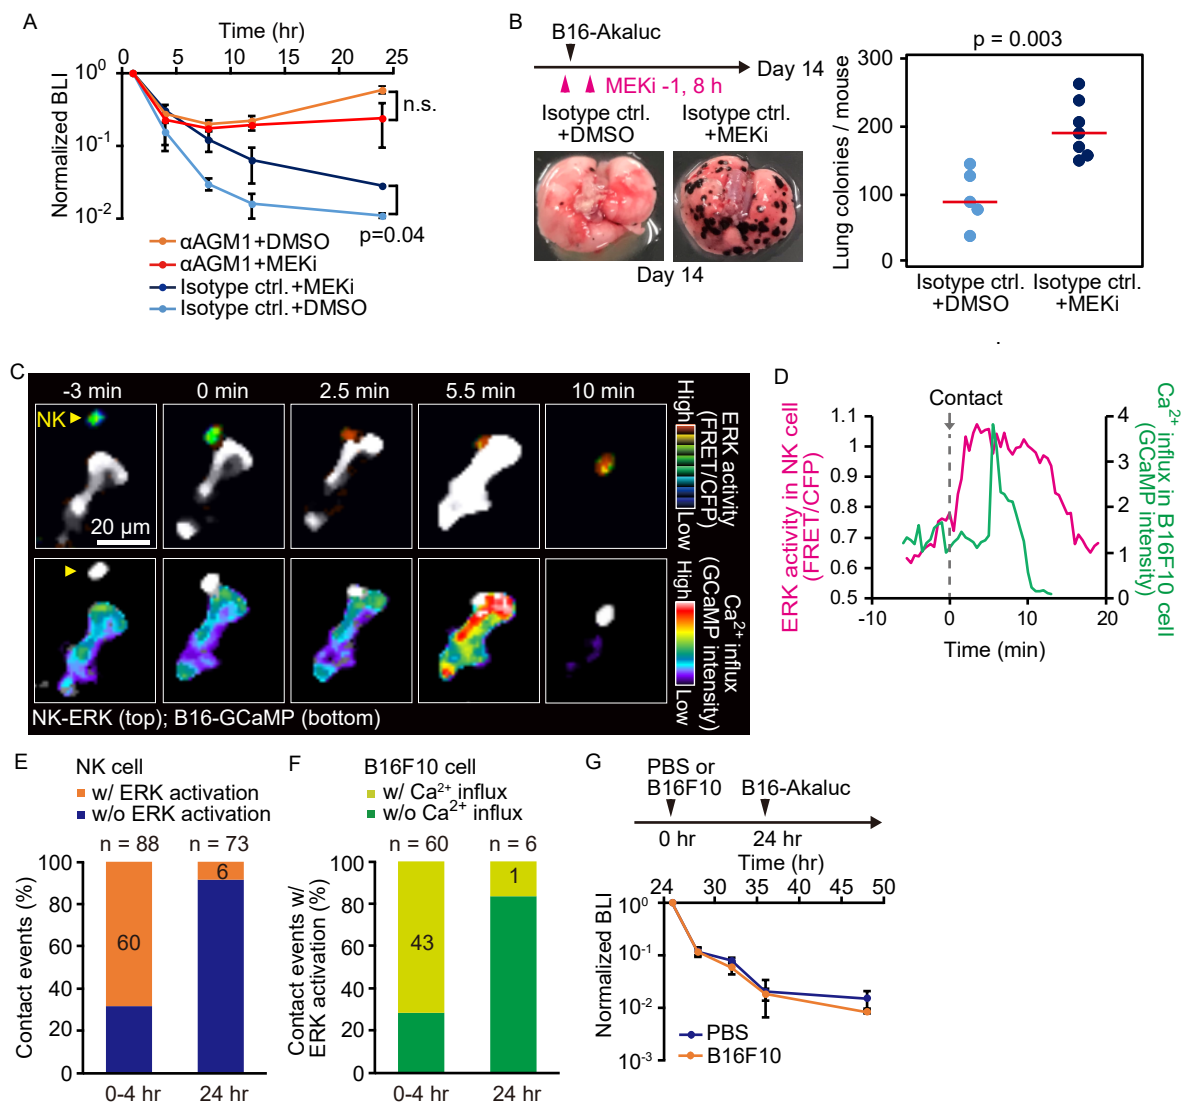 A
Time (hr)
0 5 10 15 20 25
Normalized BLI
10⁰
10⁻¹
10⁻²
n.s.
p=0.04
αAGM1+DMSO
αAGM1+MEKi
Isotype ctrl.+MEKi
Isotype ctrl.+DMSO
B
B16-Akaluc
Day 14
MEKi -1, 8 h
Isotype ctrl.
+DMSO
Isotype ctrl.
+MEKi
Day 14
p = 0.003
Lung colonies / mouse
300
200
100
0
Isotype ctrl.
+DMSO
Isotype ctrl.
+MEKi
C
-3 min
0 min
2.5 min
5.5 min
10 min
NK
20 μm
High
Low
ERK activity
(FRET/CFP)
High
Low
Ca²⁺ influx
(GCaMP intensity)
NK-ERK (top); B16-GCaMP (bottom)
D
Contact
ERK activity in NK cell
(FRET/CFP)
1.1
1
0.9
0.8
0.7
0.6
0.5
4
3
2
1
0
Ca²⁺ influx in B16F10 cell
(GCaMP intensity)
-10 0 10 20
Time (min)
E
NK cell
w/ ERK activation
w/o ERK activation
n = 88 n = 73
Contact events (%)
100
80
60
40
20
0
60
6
0-4 hr 24 hr
F
B16F10 cell
w/ Ca²⁺ influx
w/o Ca²⁺ influx
n = 60 n = 6
Contact events w/
ERK activation (%)
100
80
60
40
20
0
43
1
0-4 hr 24 hr
G
PBS or
B16F10
B16-Akaluc
0 hr
24 hr
Time (hr)
24 30 35 40 45 50
Normalized BLI
10⁰
10⁻¹
10⁻²
10⁻³
PBS
B16F10